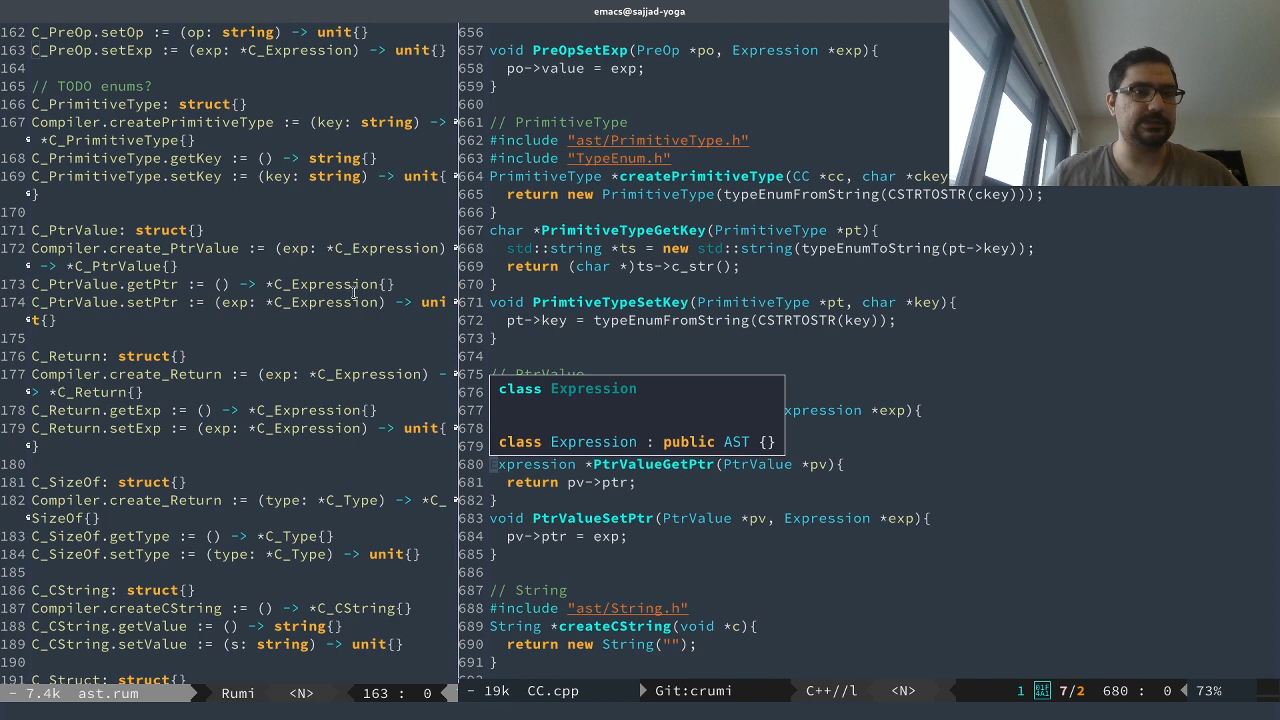 emacs@sajjad-yoga
162 C_PreOp.setOp := (op: string) -> unit{}
163 C_PreOp.setExp := (exp: *C_Expression) -> unit{}
164
165 // TODO enums?
166 C_PrimitiveType: struct{}
167 Compiler.createPrimitiveType := (key: string) ->
*C_PrimitiveType{}
168 C_PrimitiveType.getKey := () -> string{}
169 C_PrimitiveType.setKey := (key: string) -> unit{
}
170
171 C_PtrValue: struct{}
172 Compiler.create_PtrValue := (exp: *C_Expression)
-> *C_PtrValue{}
173 C_PtrValue.getPtr := () -> *C_Expression{}
174 C_PtrValue.setPtr := (exp: *C_Expression) -> uni
t{}
175
176 C_Return: struct{}
177 Compiler.create_Return := (exp: *C_Expression) -
> *C_Return{}
178 C_Return.getExp := () -> *C_Expression{}
179 C_Return.setExp := (exp: *C_Expression) -> unit{
}
180
181 C_SizeOf: struct{}
182 Compiler.create_Return := (type: *C_Type) -> *C_
SizeOf{}
183 C_SizeOf.getType := () -> *C_Type{}
184 C_SizeOf.setType := (type: *C_Type) -> unit{}
185
186 C_CString: struct{}
187 Compiler.createCString := () -> *C_CString{}
188 C_CString.getValue := () -> string{}
189 C_CString.setValue := (s: string) -> unit{}
190
191 C_Struct: struct{}
- 7.4k ast.rum Rumi <N> 163 : 0
656
657 void PreOpSetExp(PreOp *po, Expression *exp){
658 po->value = exp;
659 }
660
661 // PrimitiveType
662 #include "ast/PrimitiveType.h"
663 #include "TypeEnum.h"
664 PrimitiveType *createPrimitiveType(CC *cc, char *ckey
665 return new PrimitiveType(typeEnumFromString(CSTRTOSTR(ckey)));
666 }
667 char *PrimitiveTypeGetKey(PrimitiveType *pt){
668 std::string *ts = new std::string(typeEnumToString(pt->key));
669 return (char *)ts->c_str();
670 }
671 void PrimtiveTypeSetKey(PrimitiveType *pt, char *key){
672 pt->key = typeEnumFromString(CSTRTOSTR(key));
673 }
674
675 // PtrValue
676 class Expression
677 xpression *exp){
678
679 class Expression : public AST {}
680 Expression *PtrValueGetPtr(PtrValue *pv){
681 return pv->ptr;
682 }
683 void PtrValueSetPtr(PtrValue *pv, Expression *exp){
684 pv->ptr = exp;
685 }
686
687 // String
688 #include "ast/String.h"
689 String *createCString(void *c){
690 return new String("");
691 }
- 19k CC.cpp Git:crumi C++//l <N> 1 7/2 680 : 0 73%